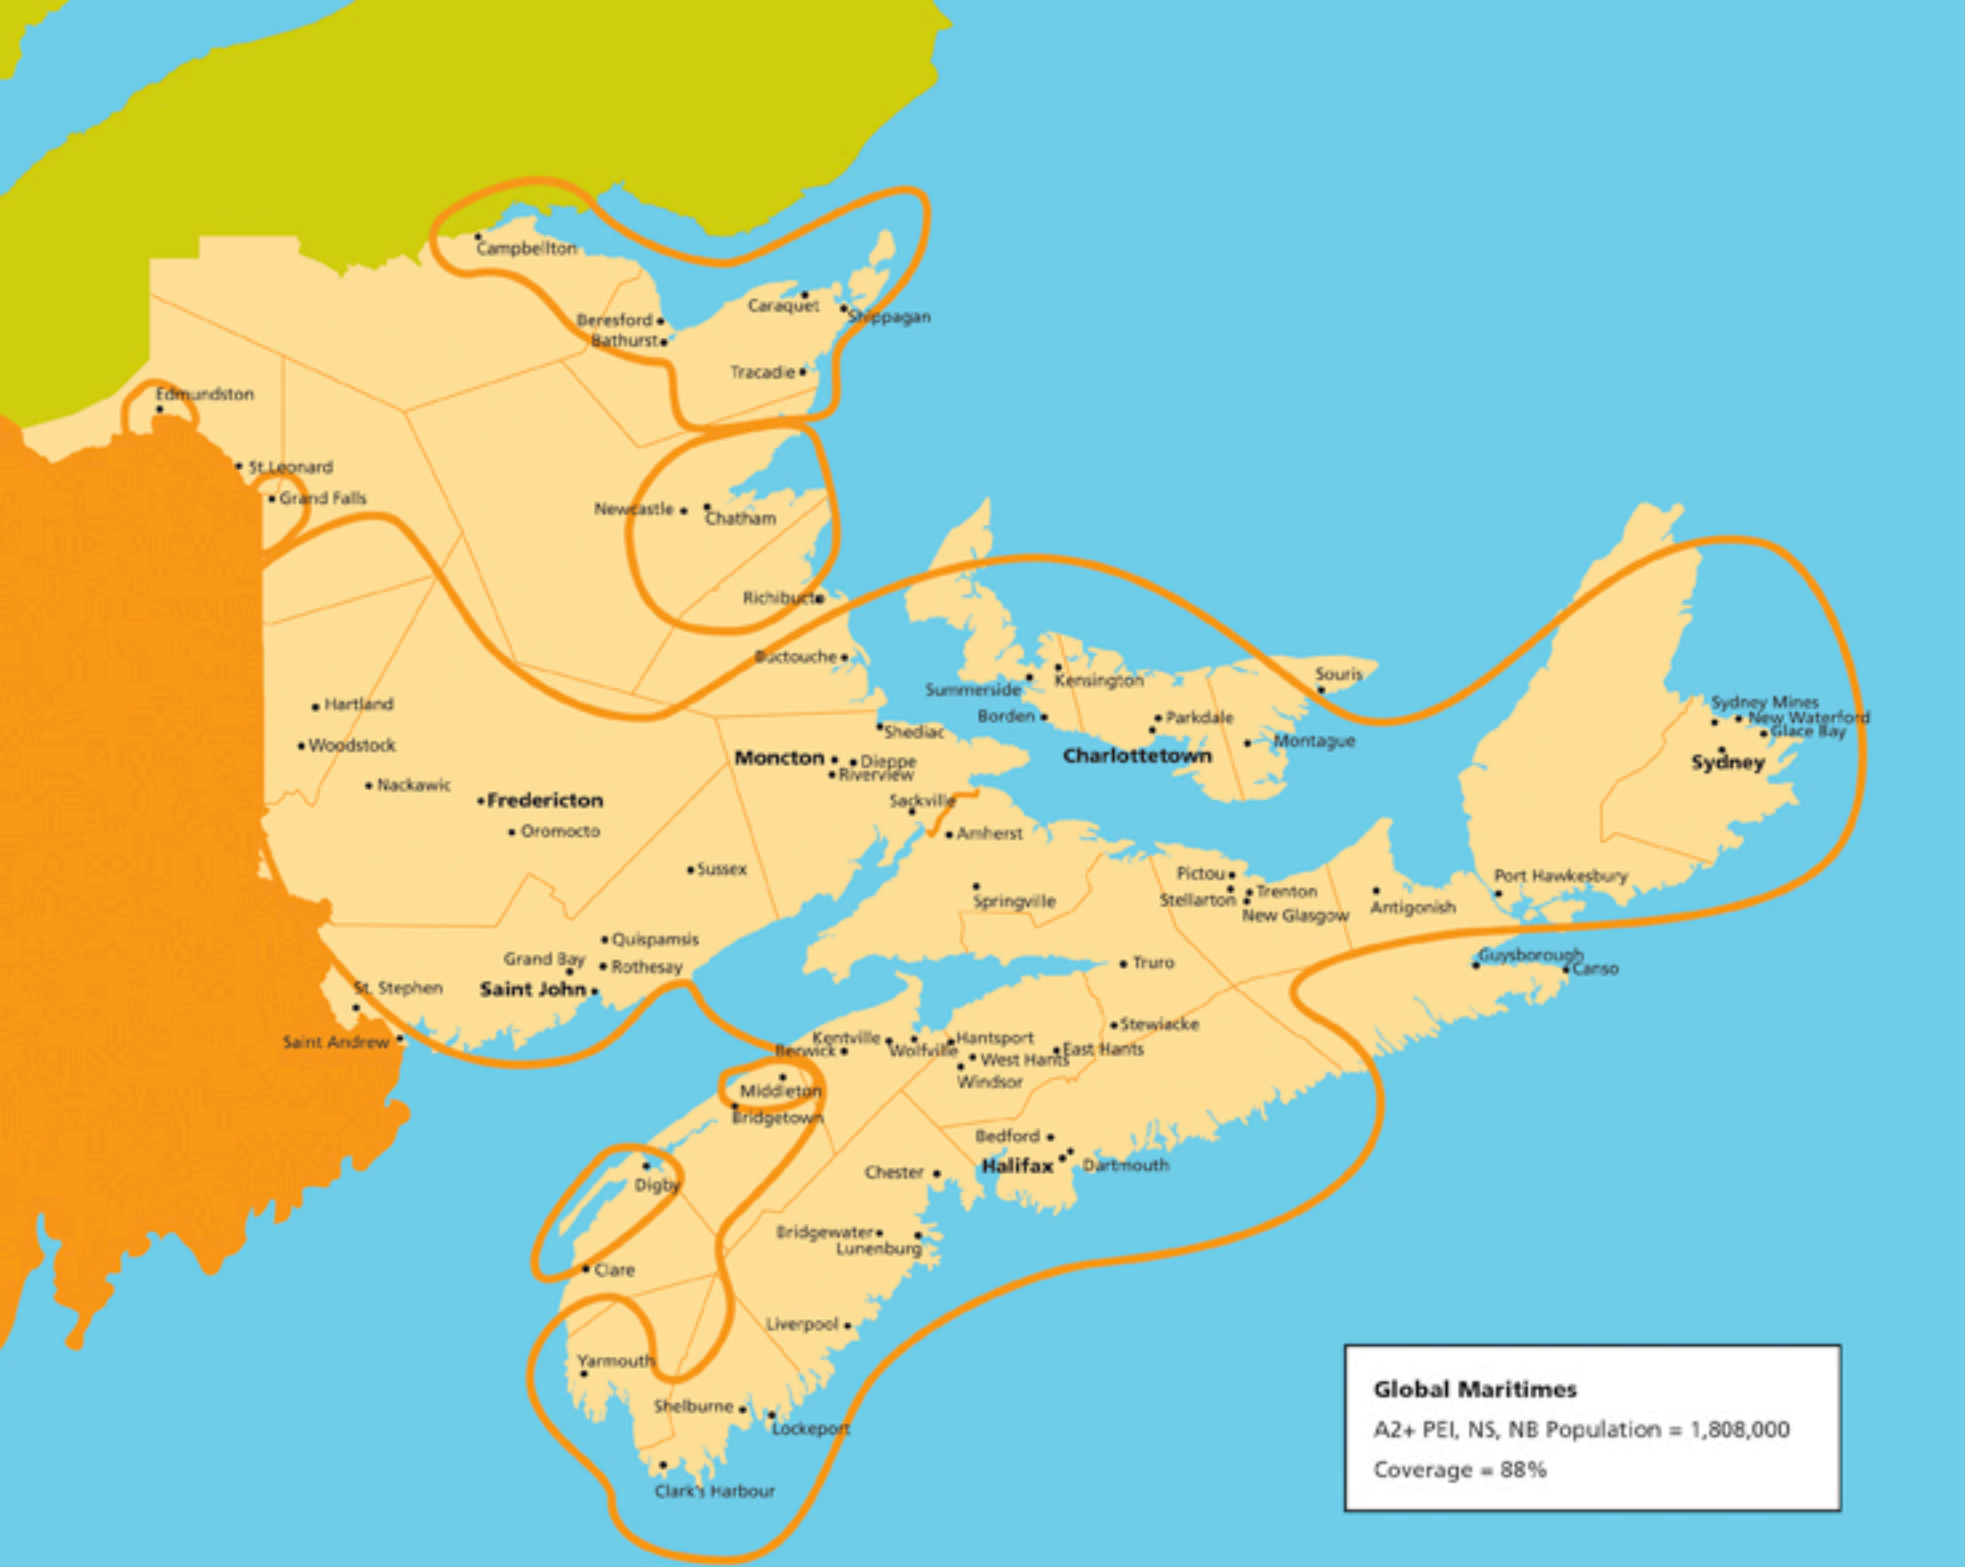 Campbellton
Caraquet
Shippagan
Beresford
Bathurst
Tracadie
Edmundston
St.Leonard
Grand Falls
Newcastle
Chatham
Richibucto
Buctouche
Souris
Kensington
Summerside
Hartland
Sydney Mines
Borden
Parkdale
New Waterford
Shediac
Glace Bay
Woodstock
Montague
Moncton
Dieppe
Charlottetown
Sydney
Riverview
Nackawic
Fredericton
Sackville
Oromocto
Amherst
Sussex
Pictou
Port Hawkesbury
Trenton
Springville
Stellarton
Antigonish
New Glasgow
Quispamsis
Grand Bay
Guysborough
Rothesay
Truro
Canso
St. Stephen
Saint John
Stewiacke
Saint Andrew
Kentville
Hantsport
Berwick
Wolfville
East Hants
West Hants
Windsor
Middleton
Bridgetown
Bedford
Halifax
Dartmouth
Chester
Digby
Bridgewater
Lunenburg
Clare
Liverpool
Yarmouth
Shelburne
Lockeport
Clark's Harbour
Global Maritimes
A2+ PEI, NS, NB Population = 1,808,000
Coverage = 88%